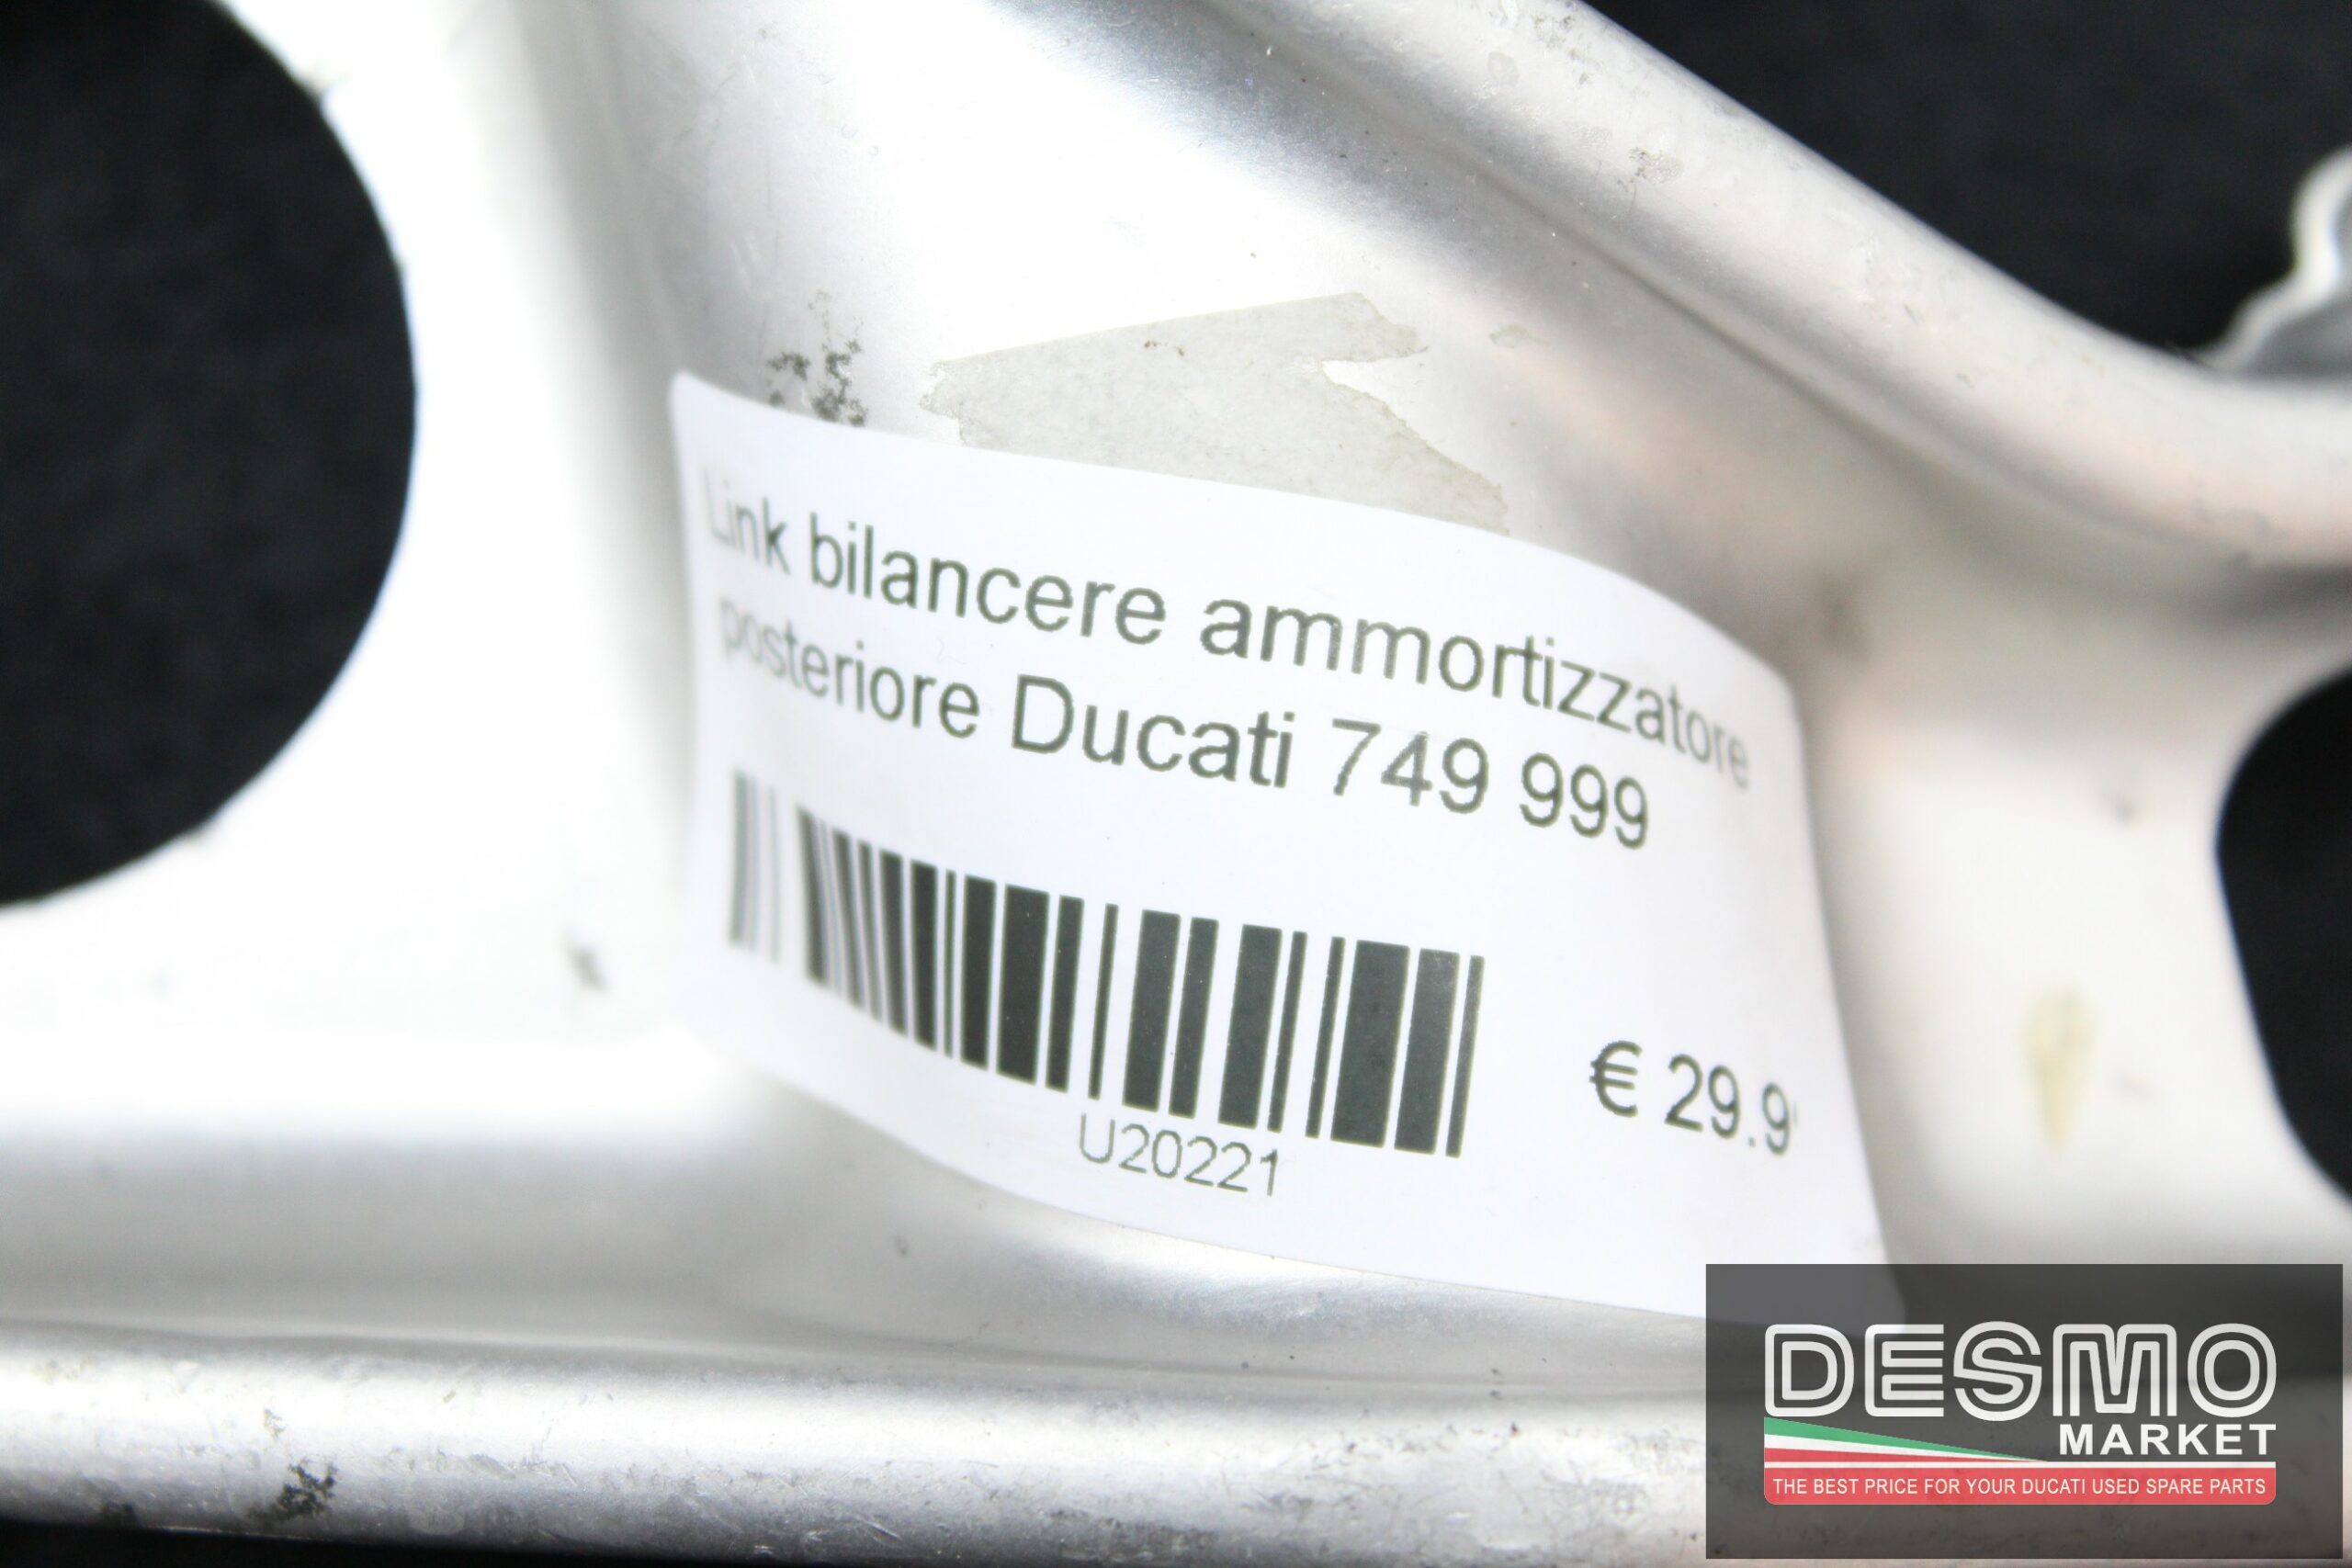 Link bilancere ammortizzatore
posteriore Ducati 749 999
€ 29.9
U20221
DESMO
MARKET
THE BEST PRICE FOR YOUR DUCATI USED SPARE PARTS